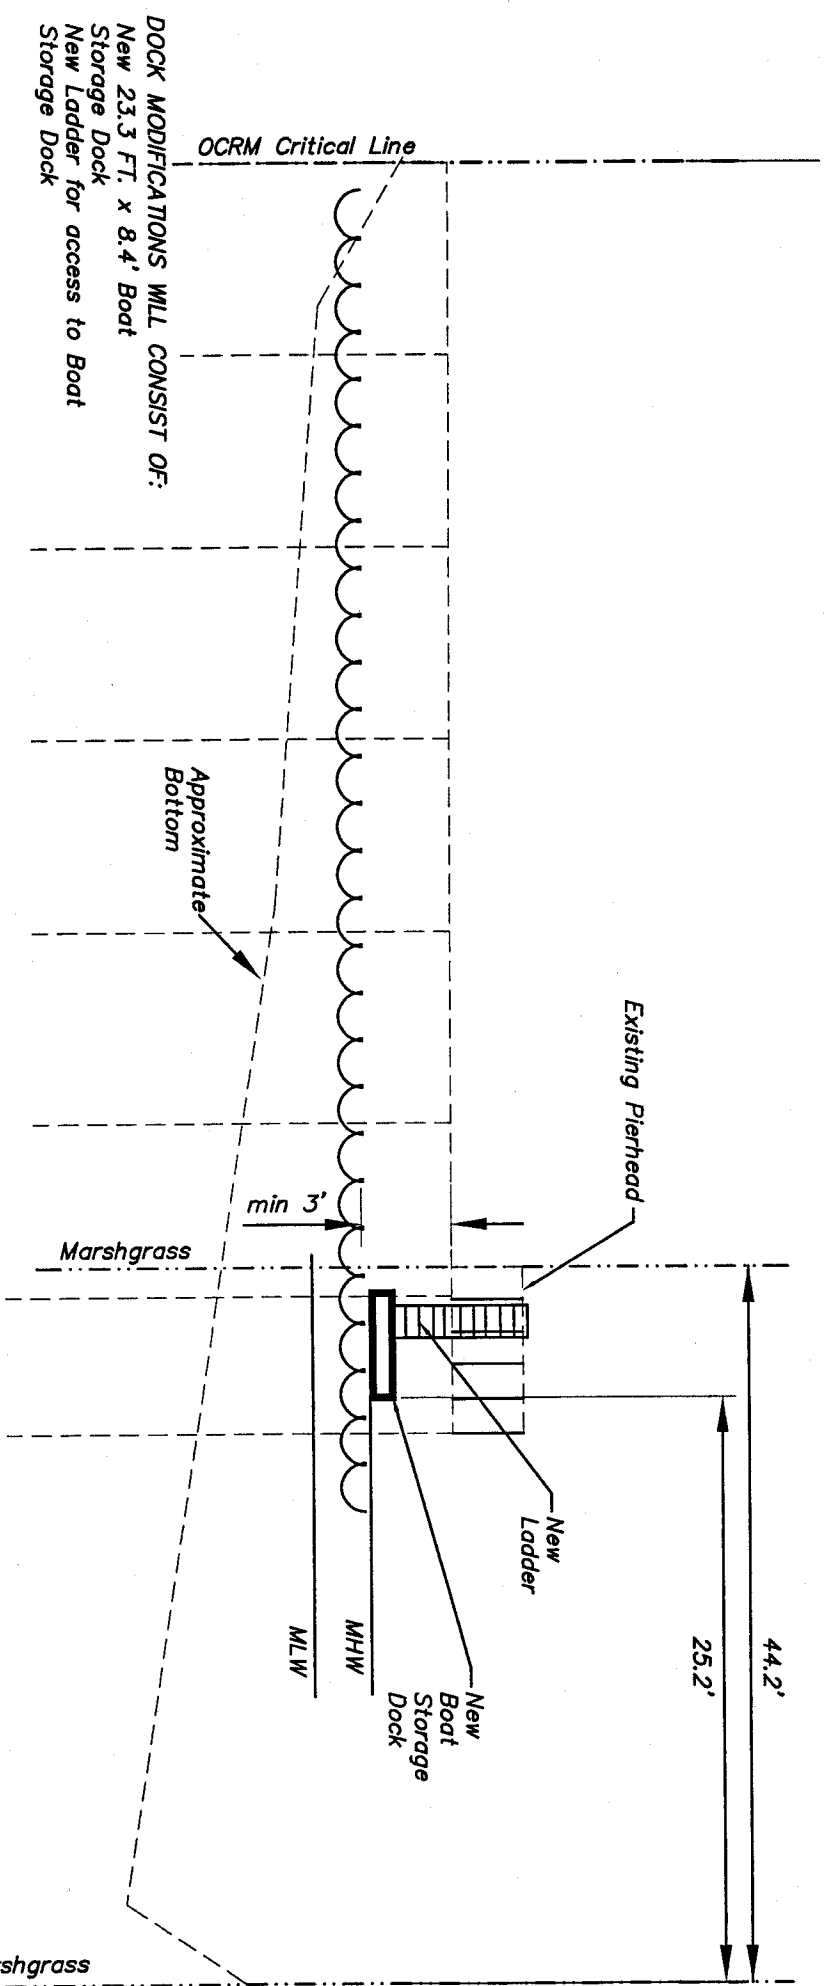 DOCK MODIFICATIONS WILL CONSIST OF:
New 23.3 FT. x 8.4' Boat
Storage Dock
New Ladder for access to Boat
Storage Dock
OCRM Critical Line
Approximate
Bottom
Existing Pierhead
min 3'
Marshgrass
New
Ladder
New
Boat
Storage
Dock
MHW
MLW
44.2'
25.2'
shgrass